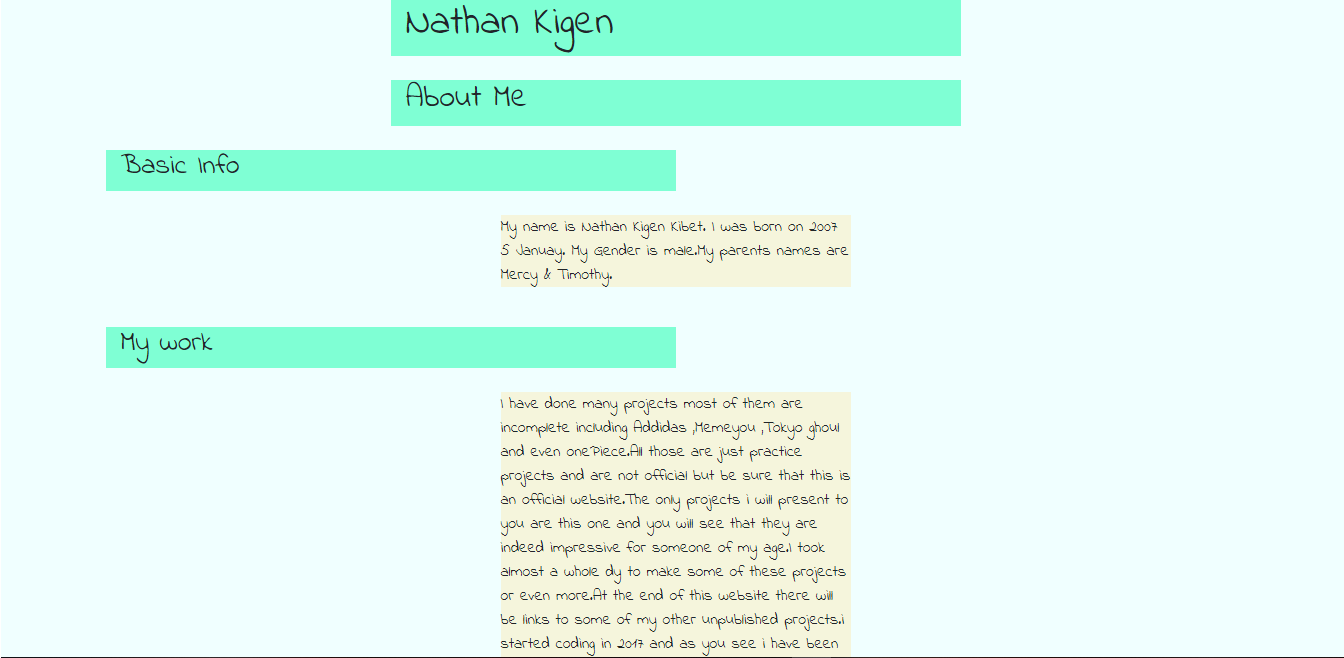 Nathan Kigen
About Me
Basic Info
My name is Nathan Kigen Kibet. I was born on 2007
5 Januay. My Gender is male.My parents names are
Mercy & Timothy.
My work
I have done many projects most of them are
incomplete including Addidas ,Memeyou ,Tokyo ghoul
and even onePiece.All those are just practice
projects and are not official but be sure that this is
an official website.The only projects i will present to
you are this one and you will see that they are
indeed impressive for someone of my age.I took
almost a whole dy to make some of these projects
or even more.At the end of this website there will
be links to some of my other unpublished projects.i
started coding in 2017 and as you see i have been